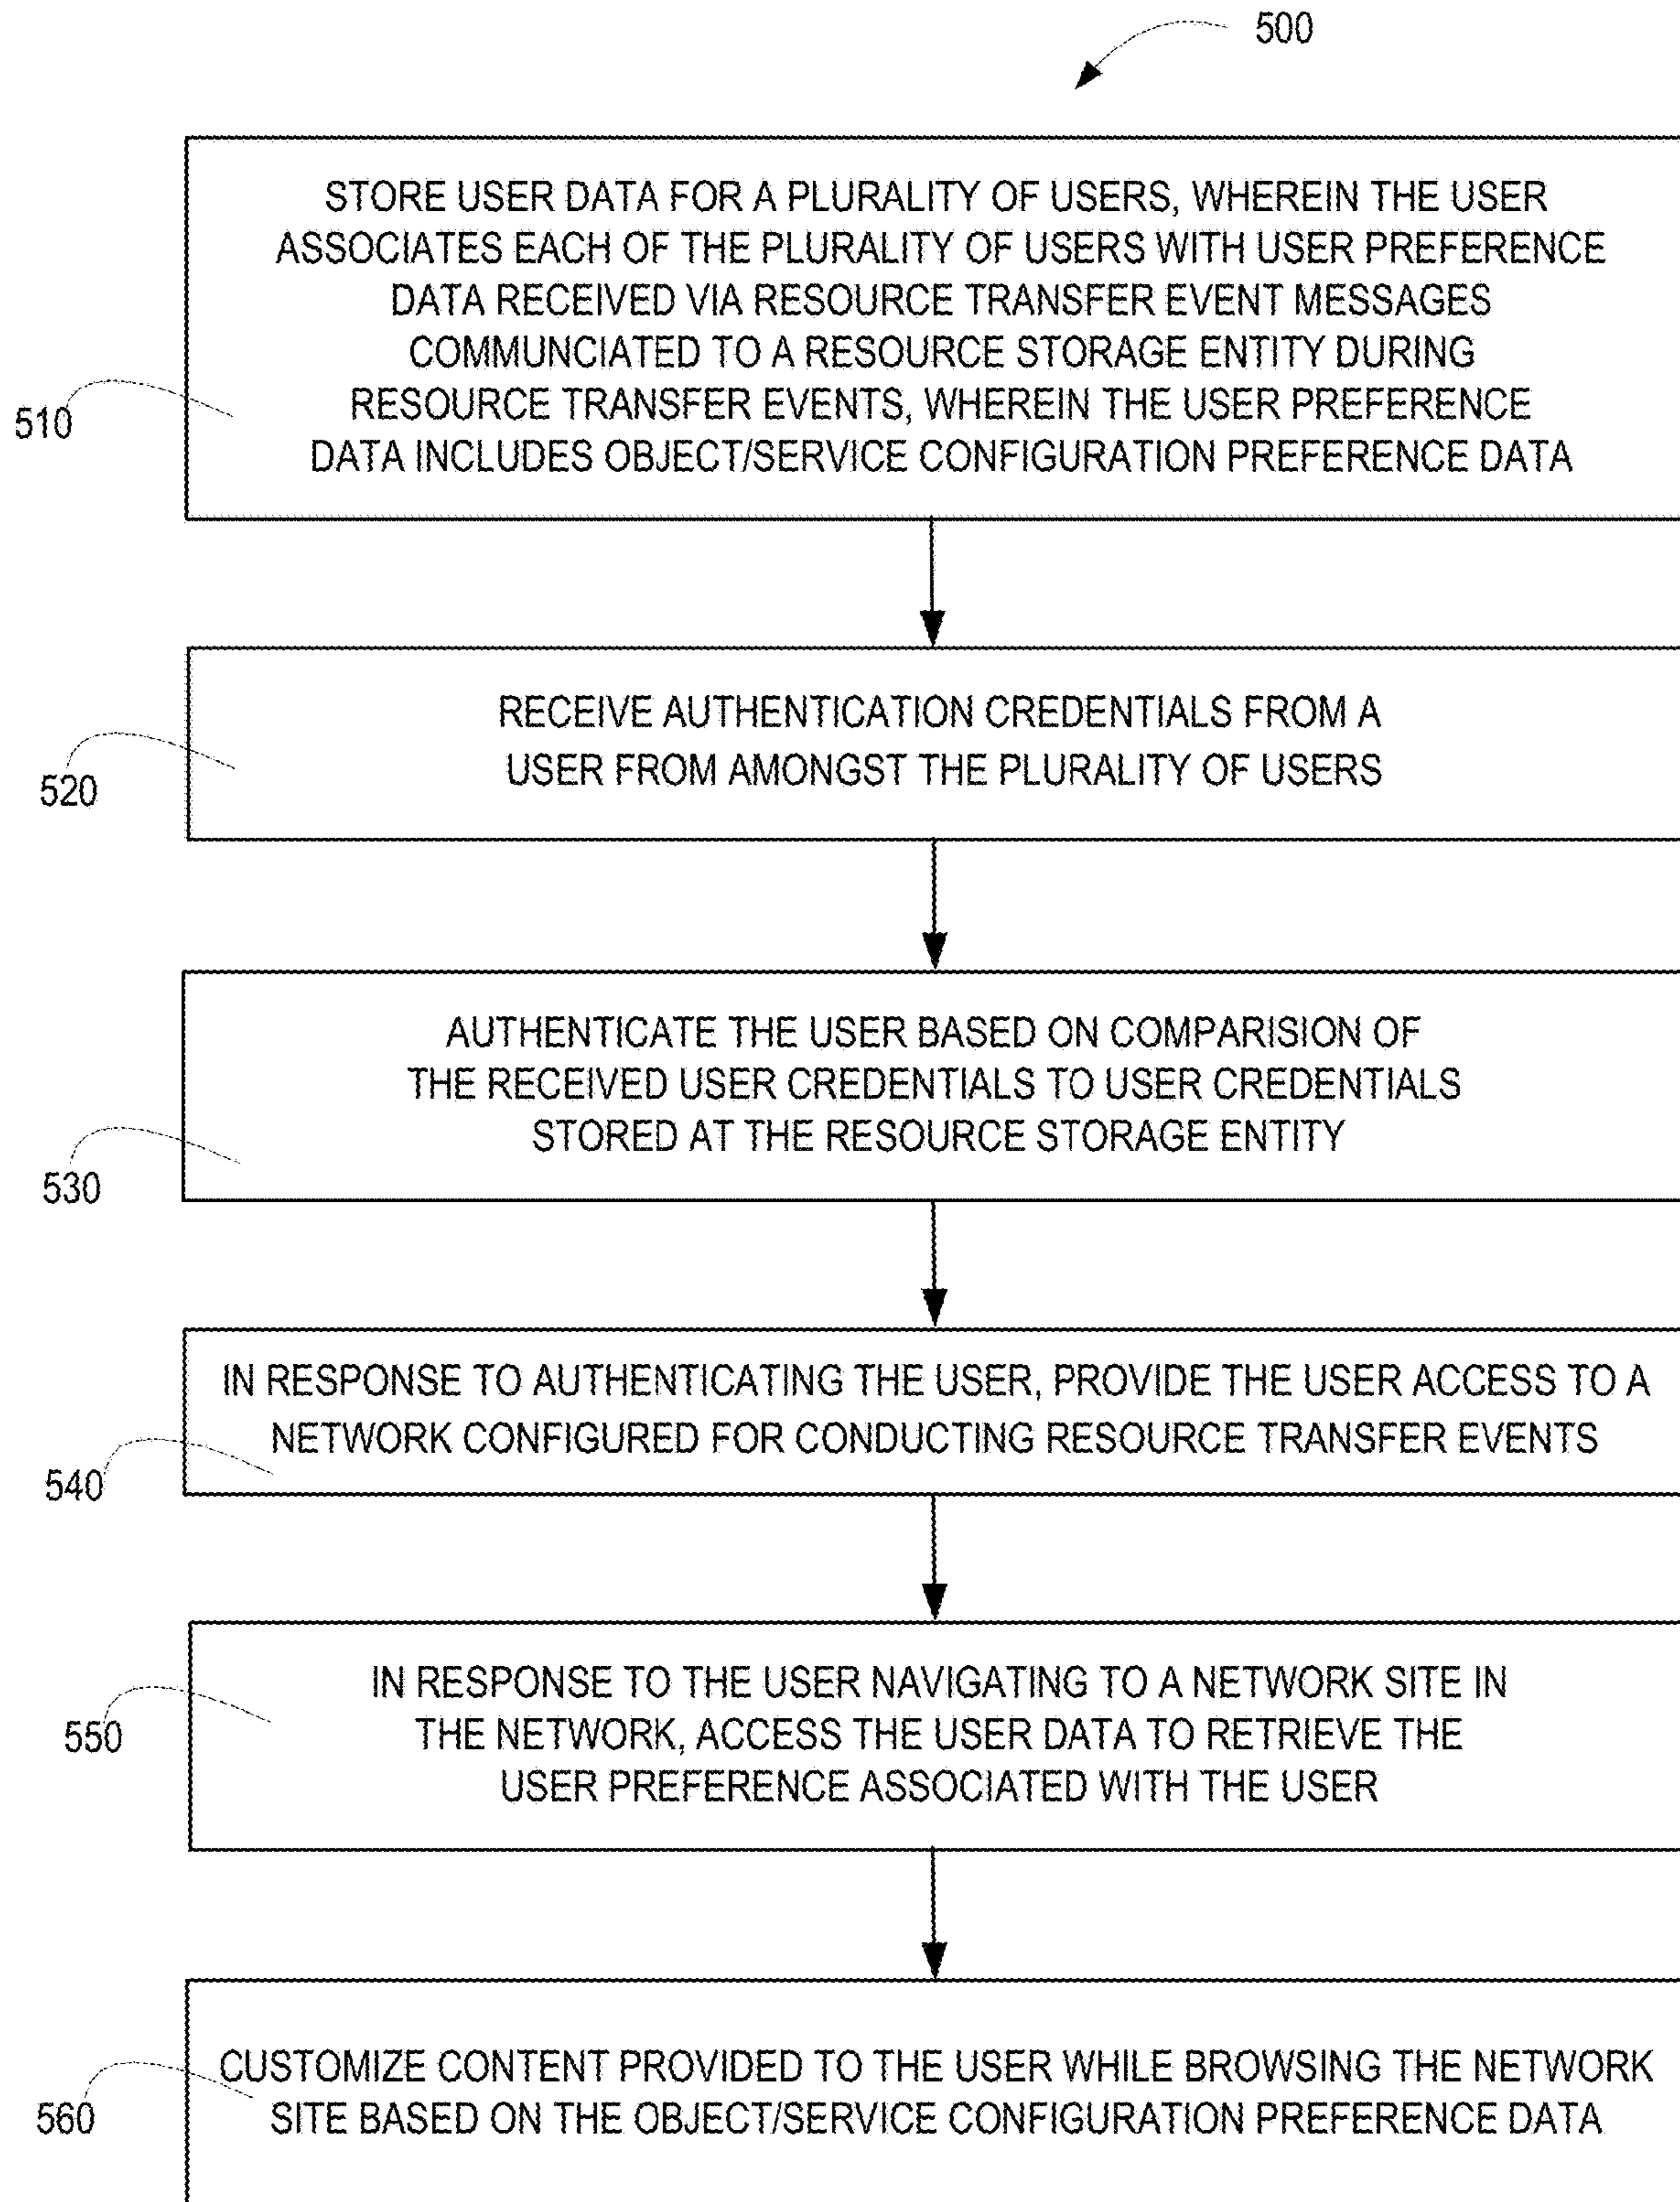 500
STORE USER DATA FOR A PLURALITY OF USERS, WHEREIN THE USER
ASSOCIATES EACH OF THE PLURALITY OF USERS WITH USER PREFERENCE
DATA RECEIVED VIA RESOURCE TRANSFER EVENT MESSAGES
COMMUNCIATED TO A RESOURCE STORAGE ENTITY DURING
RESOURCE TRANSFER EVENTS, WHEREIN THE USER PREFERENCE
DATA INCLUDES OBJECT/SERVICE CONFIGURATION PREFERENCE DATA
510
RECEIVE AUTHENTICATION CREDENTIALS FROM A
USER FROM AMONGST THE PLURALITY OF USERS
520
AUTHENTICATE THE USER BASED ON COMPARISION OF
THE RECEIVED USER CREDENTIALS TO USER CREDENTIALS
STORED AT THE RESOURCE STORAGE ENTITY
530
IN RESPONSE TO AUTHENTICATING THE USER, PROVIDE THE USER ACCESS TO A
NETWORK CONFIGURED FOR CONDUCTING RESOURCE TRANSFER EVENTS
540
IN RESPONSE TO THE USER NAVIGATING TO A NETWORK SITE IN
THE NETWORK, ACCESS THE USER DATA TO RETRIEVE THE
USER PREFERENCE ASSOCIATED WITH THE USER
550
CUSTOMIZE CONTENT PROVIDED TO THE USER WHILE BROWSING THE NETWORK
SITE BASED ON THE OBJECT/SERVICE CONFIGURATION PREFERENCE DATA
560